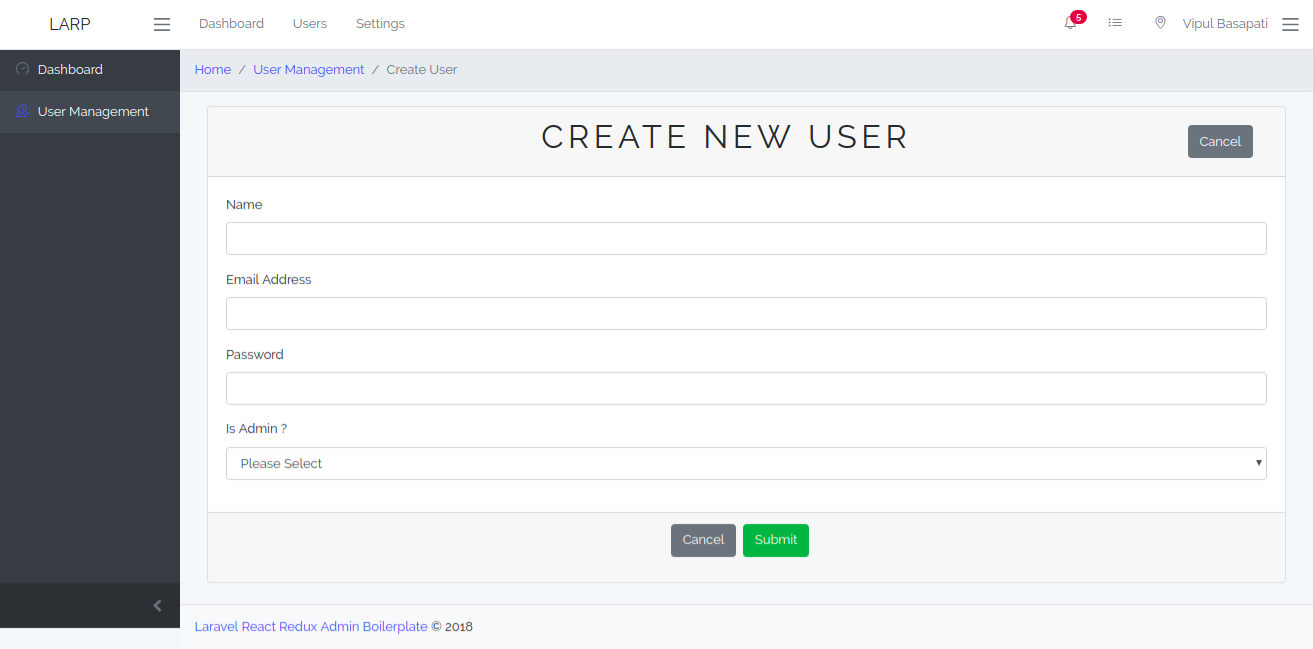 LARP Dashboard Users Settings 5 Vipul Basapati
Dashboard
User Management
Home / User Management / Create User
CREATE NEW USER Cancel
Name
Email Address
Password
Is Admin ?
Please Select
Cancel Submit
Laravel React Redux Admin Boilerplate © 2018